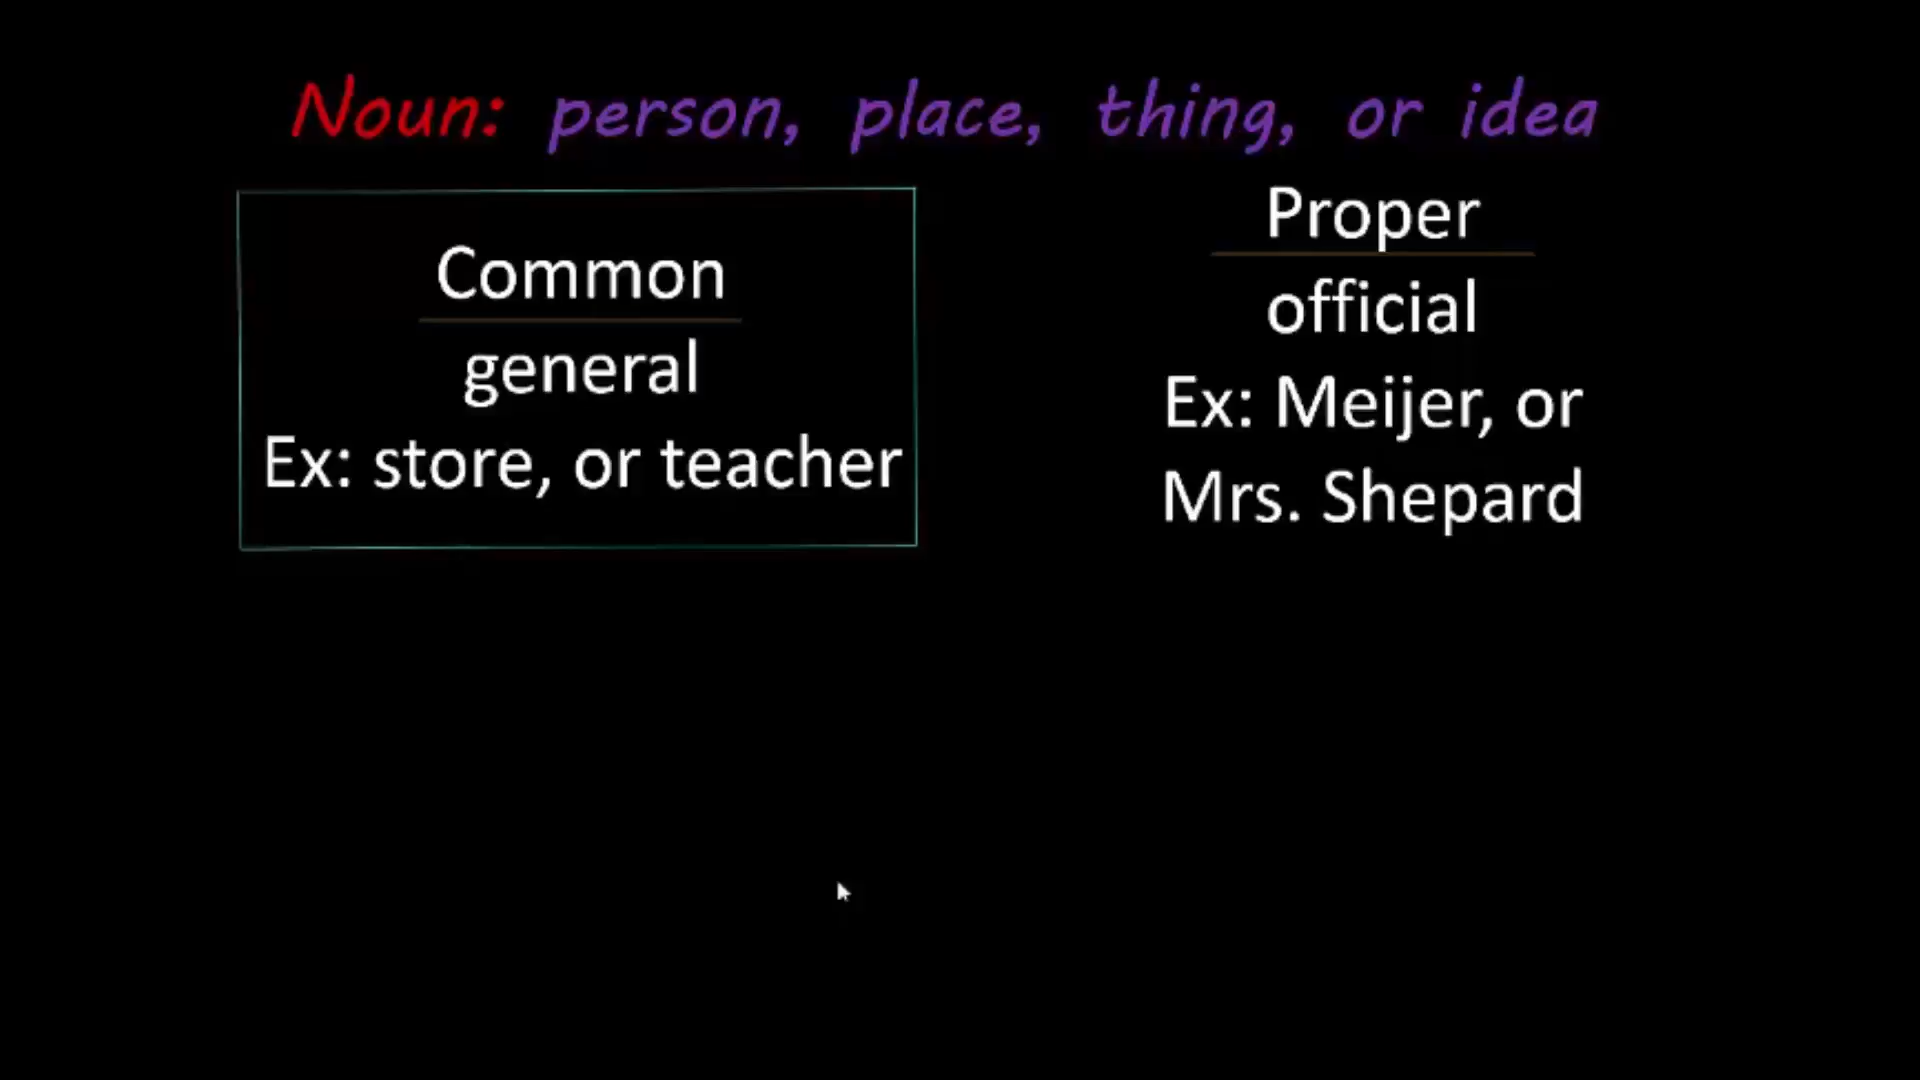 Noun: person, place, thing, or idea
Common
general
Ex: store, or teacher
Proper
official
Ex: Meijer, or
Mrs. Shepard